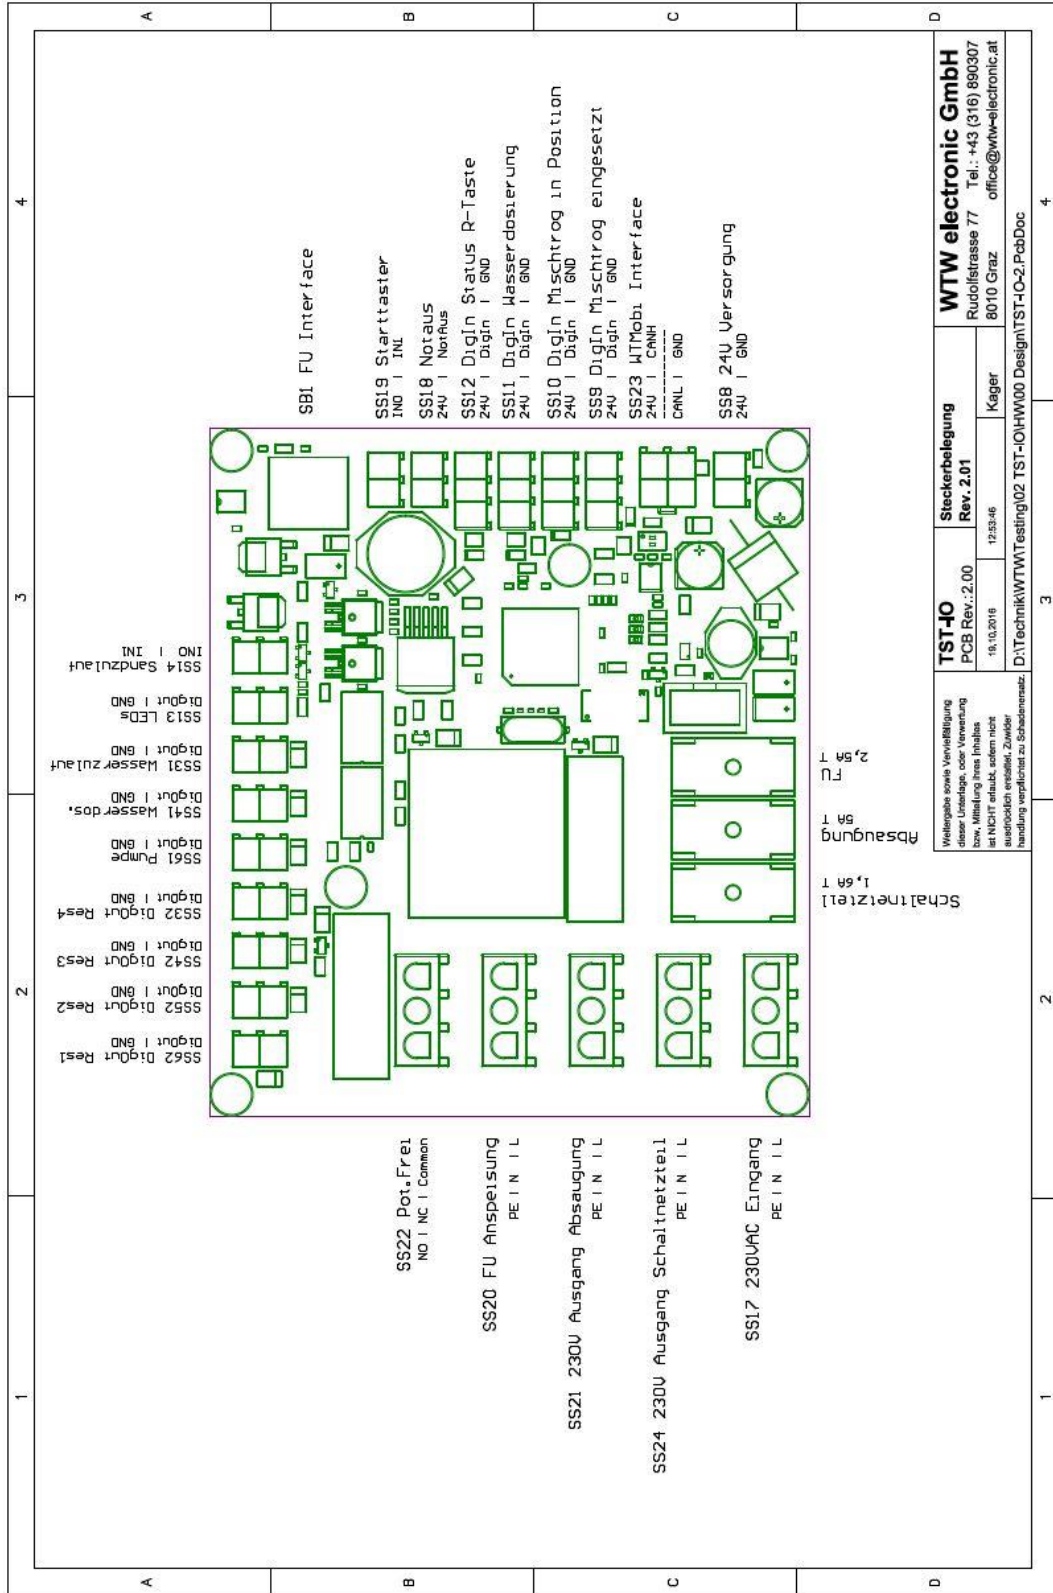 1
2
3
4
A
B
C
D
SB1 FU Interface
SS19 Starttaster
INO | INI
SS18 Notaus
24V | NotAus
SS12 DigIn Status R-Taste
24V | DigIn | GND
SS11 DigIn Wasserdosierung
24V | DigIn | GND
SS10 DigIn Mischtrog in Position
24V | DigIn | GND
SS9 DigIn Mischtrog eingesetzt
24V | DigIn | GND
SS23 WTMobi Interface
24V | CANH
----------
CANL | GND
SS8 24V Versorgung
24V | GND
SS62 DigOut Res1
DigOut | GND
SS52 DigOut Res2
DigOut | GND
SS42 DigOut Res3
DigOut | GND
SS32 DigOut Res4
DigOut | GND
SS61 Pumpe
DigOut | GND
SS41 Wasserdos.
DigOut | GND
SS31 Wasserzulauf
DigOut | GND
SS13 LEDs
DigOut | GND
SS14 Sandzulauf
INO | INI
SS22 Pot.Frei
NO | NC | Common
SS20 FU Anspeisung
PE | N | L
SS21 230V Ausgang Absaugung
PE | N | L
SS24 230V Ausgang Schaltnetzteil
PE | N | L
SS17 230VAC Eingang
PE | N | L
FU
2,5A T
Absaugung
5A T
Schaltnetzteil
1,6A T
Weitergabe sowie Vervielfältigung
dieser Unterlage, oder Verwertung
bzw. Mitteilung ihres Inhaltes
ist NICHT erlaubt, sofern nicht
ausdrücklich erstattet. Zuwider
handlung verpflichtet zu Schadenersatz.
TST-IO
PCB Rev.:2.00
19.10.2016
12:53:46
Steckerbelegung
Rev. 2.01
Kager
WTW electronic GmbH
Rudolfstrasse 77 Tel.: +43 (316) 890307
8010 Graz office@wtw-electronic.at
D:\Technik\WTW\Testing\02 TST-IO\HW\00 Design\TST-IO-2.PcbDoc
1
2
3
4
A
B
C
D